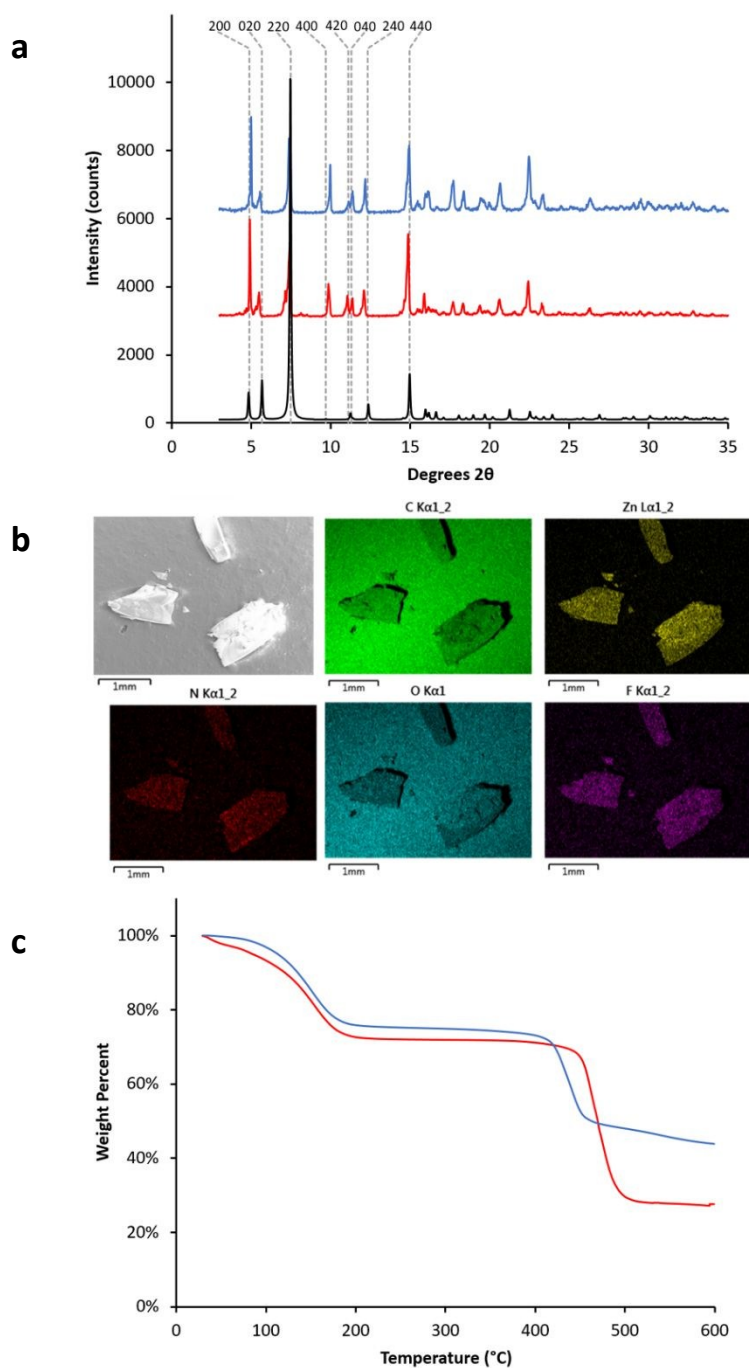 a
200 020 220 400 420 040 240 440
10000
8000
6000
4000
2000
0
Intensity (counts)
0 5 10 15 20 25 30 35
Degrees 2θ
b
C Kα1_2 Zn Lα1_2
1mm 1mm 1mm
N Kα1_2 O Kα1 F Kα1_2
1mm 1mm 1mm
c
100%
80%
60%
40%
20%
0%
Weight Percent
0 100 200 300 400 500 600
Temperature (°C)